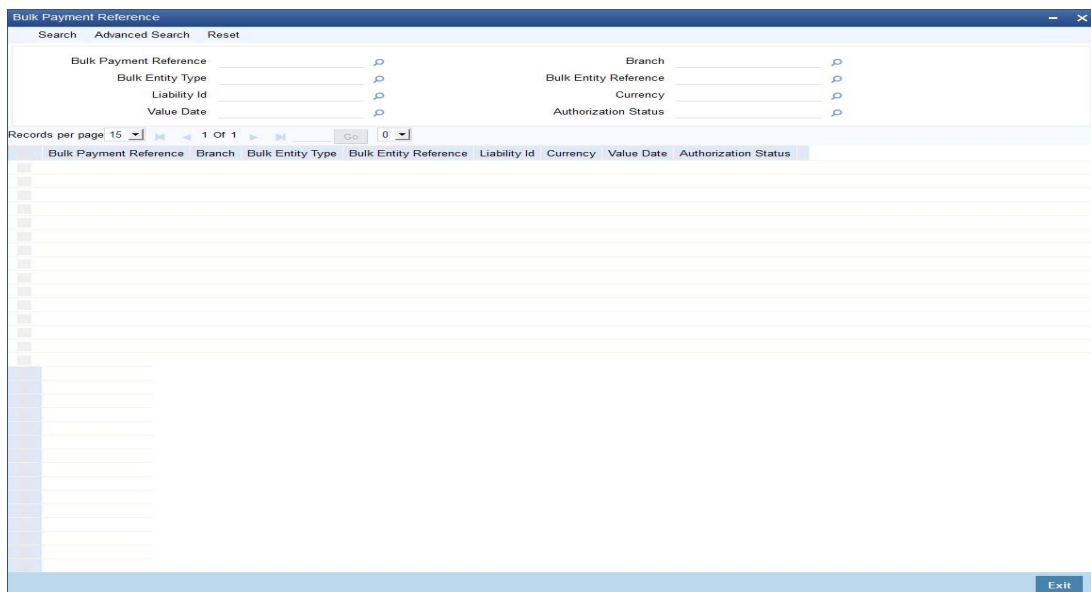 Bulk Payment Reference
Search Advanced Search Reset
Bulk Payment Reference Branch
Bulk Entity Type Bulk Entity Reference
Liability Id Currency
Value Date Authorization Status
Records per page 15 1 Of 1 Go 0
Bulk Payment Reference Branch Bulk Entity Type Bulk Entity Reference Liability Id Currency Value Date Authorization Status
Exit